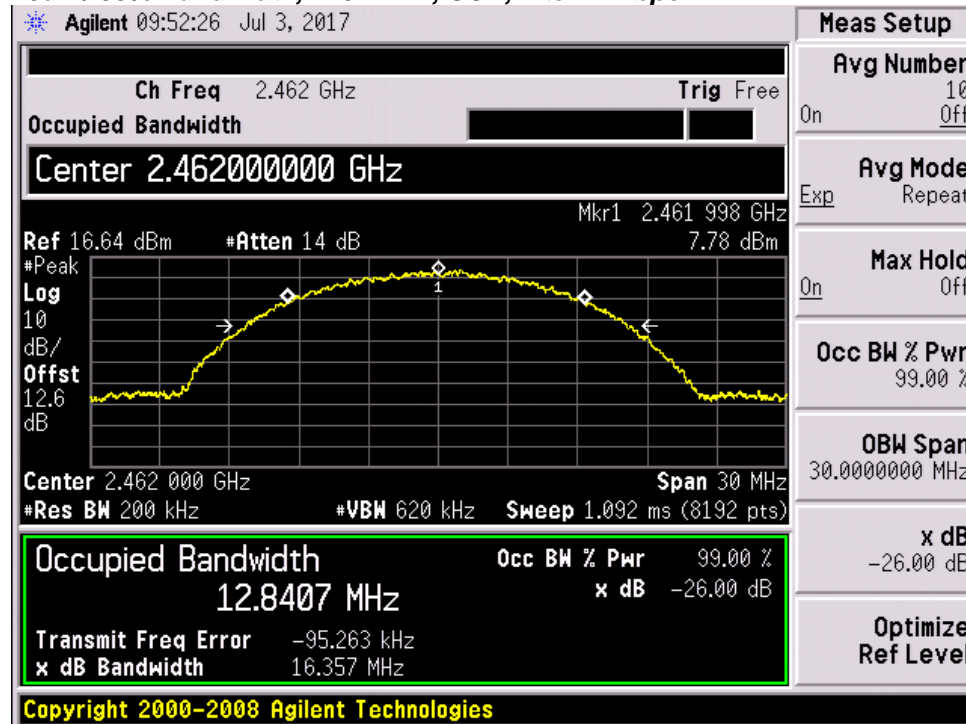 Agilent 09:52:26 Jul 3, 2017
Meas Setup
Ch Freq 2.462 GHz Trig Free
Occupied Bandwidth
Center 2.462000000 GHz
Mkr1 2.461 998 GHz
Ref 16.64 dBm #Atten 14 dB 7.78 dBm
#Peak
Log
10
dB/
Offst
12.6
dB
1
Center 2.462 000 GHz Span 30 MHz
#Res BW 200 kHz #VBW 620 kHz Sweep 1.092 ms (8192 pts)
Occupied Bandwidth
12.8407 MHz
Occ BW % Pwr 99.00 %
x dB -26.00 dB
Transmit Freq Error -95.263 kHz
x dB Bandwidth 16.357 MHz
Avg Number
10
On Off
Avg Mode
Exp Repeat
Max Hold
On Off
Occ BW % Pwr
99.00 %
OBW Span
30.0000000 MHz
x dB
-26.00 dB
Optimize
Ref Level
Copyright 2000-2008 Agilent Technologies